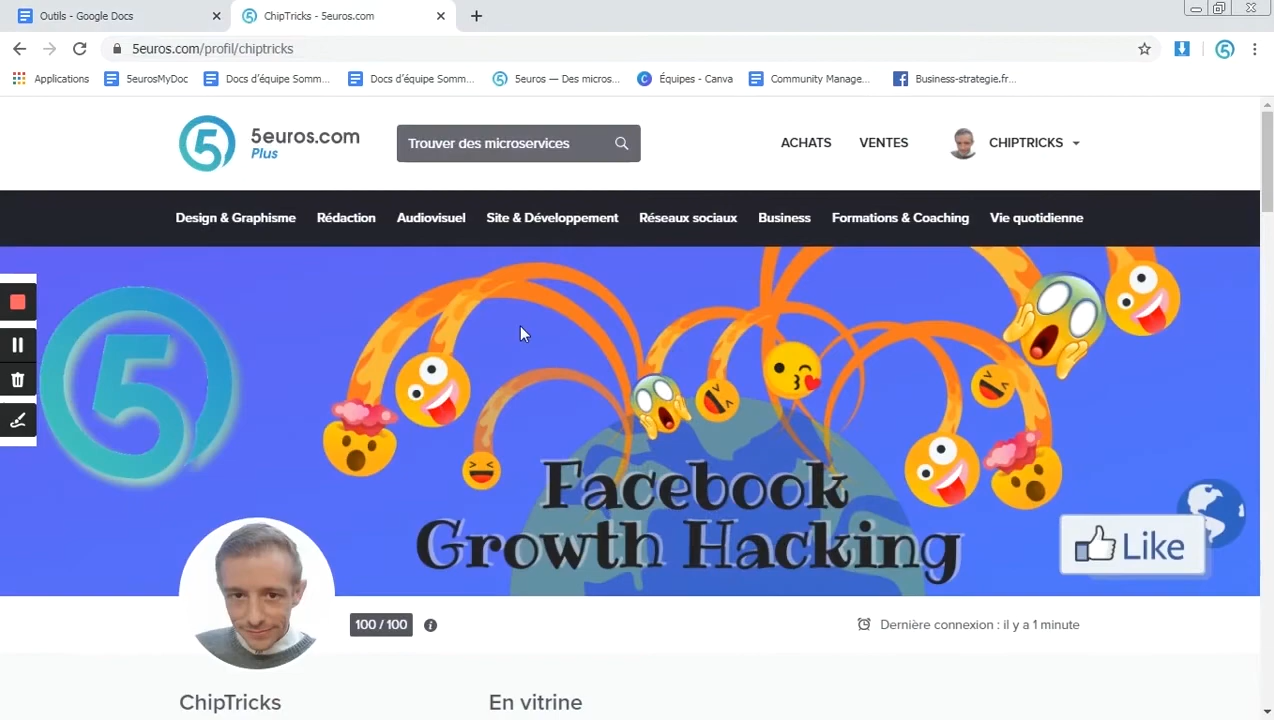 Outils - Google Docs
ChipTricks - 5euros.com
5euros.com/profil/chiptricks
Applications
5eurosMyDoc
Docs d'équipe Somm...
Docs d'équipe Somm...
5euros — Des micros...
Équipes - Canva
Community Manage...
Business-strategie.fr...
5
5euros.com
Plus
Trouver des microservices
ACHATS
VENTES
CHIPTRICKS
Design & Graphisme
Rédaction
Audiovisuel
Site & Développement
Réseaux sociaux
Business
Formations & Coaching
Vie quotidienne
5
Facebook
Growth Hacking
Like
100 / 100
Dernière connexion : il y a 1 minute
ChipTricks
En vitrine